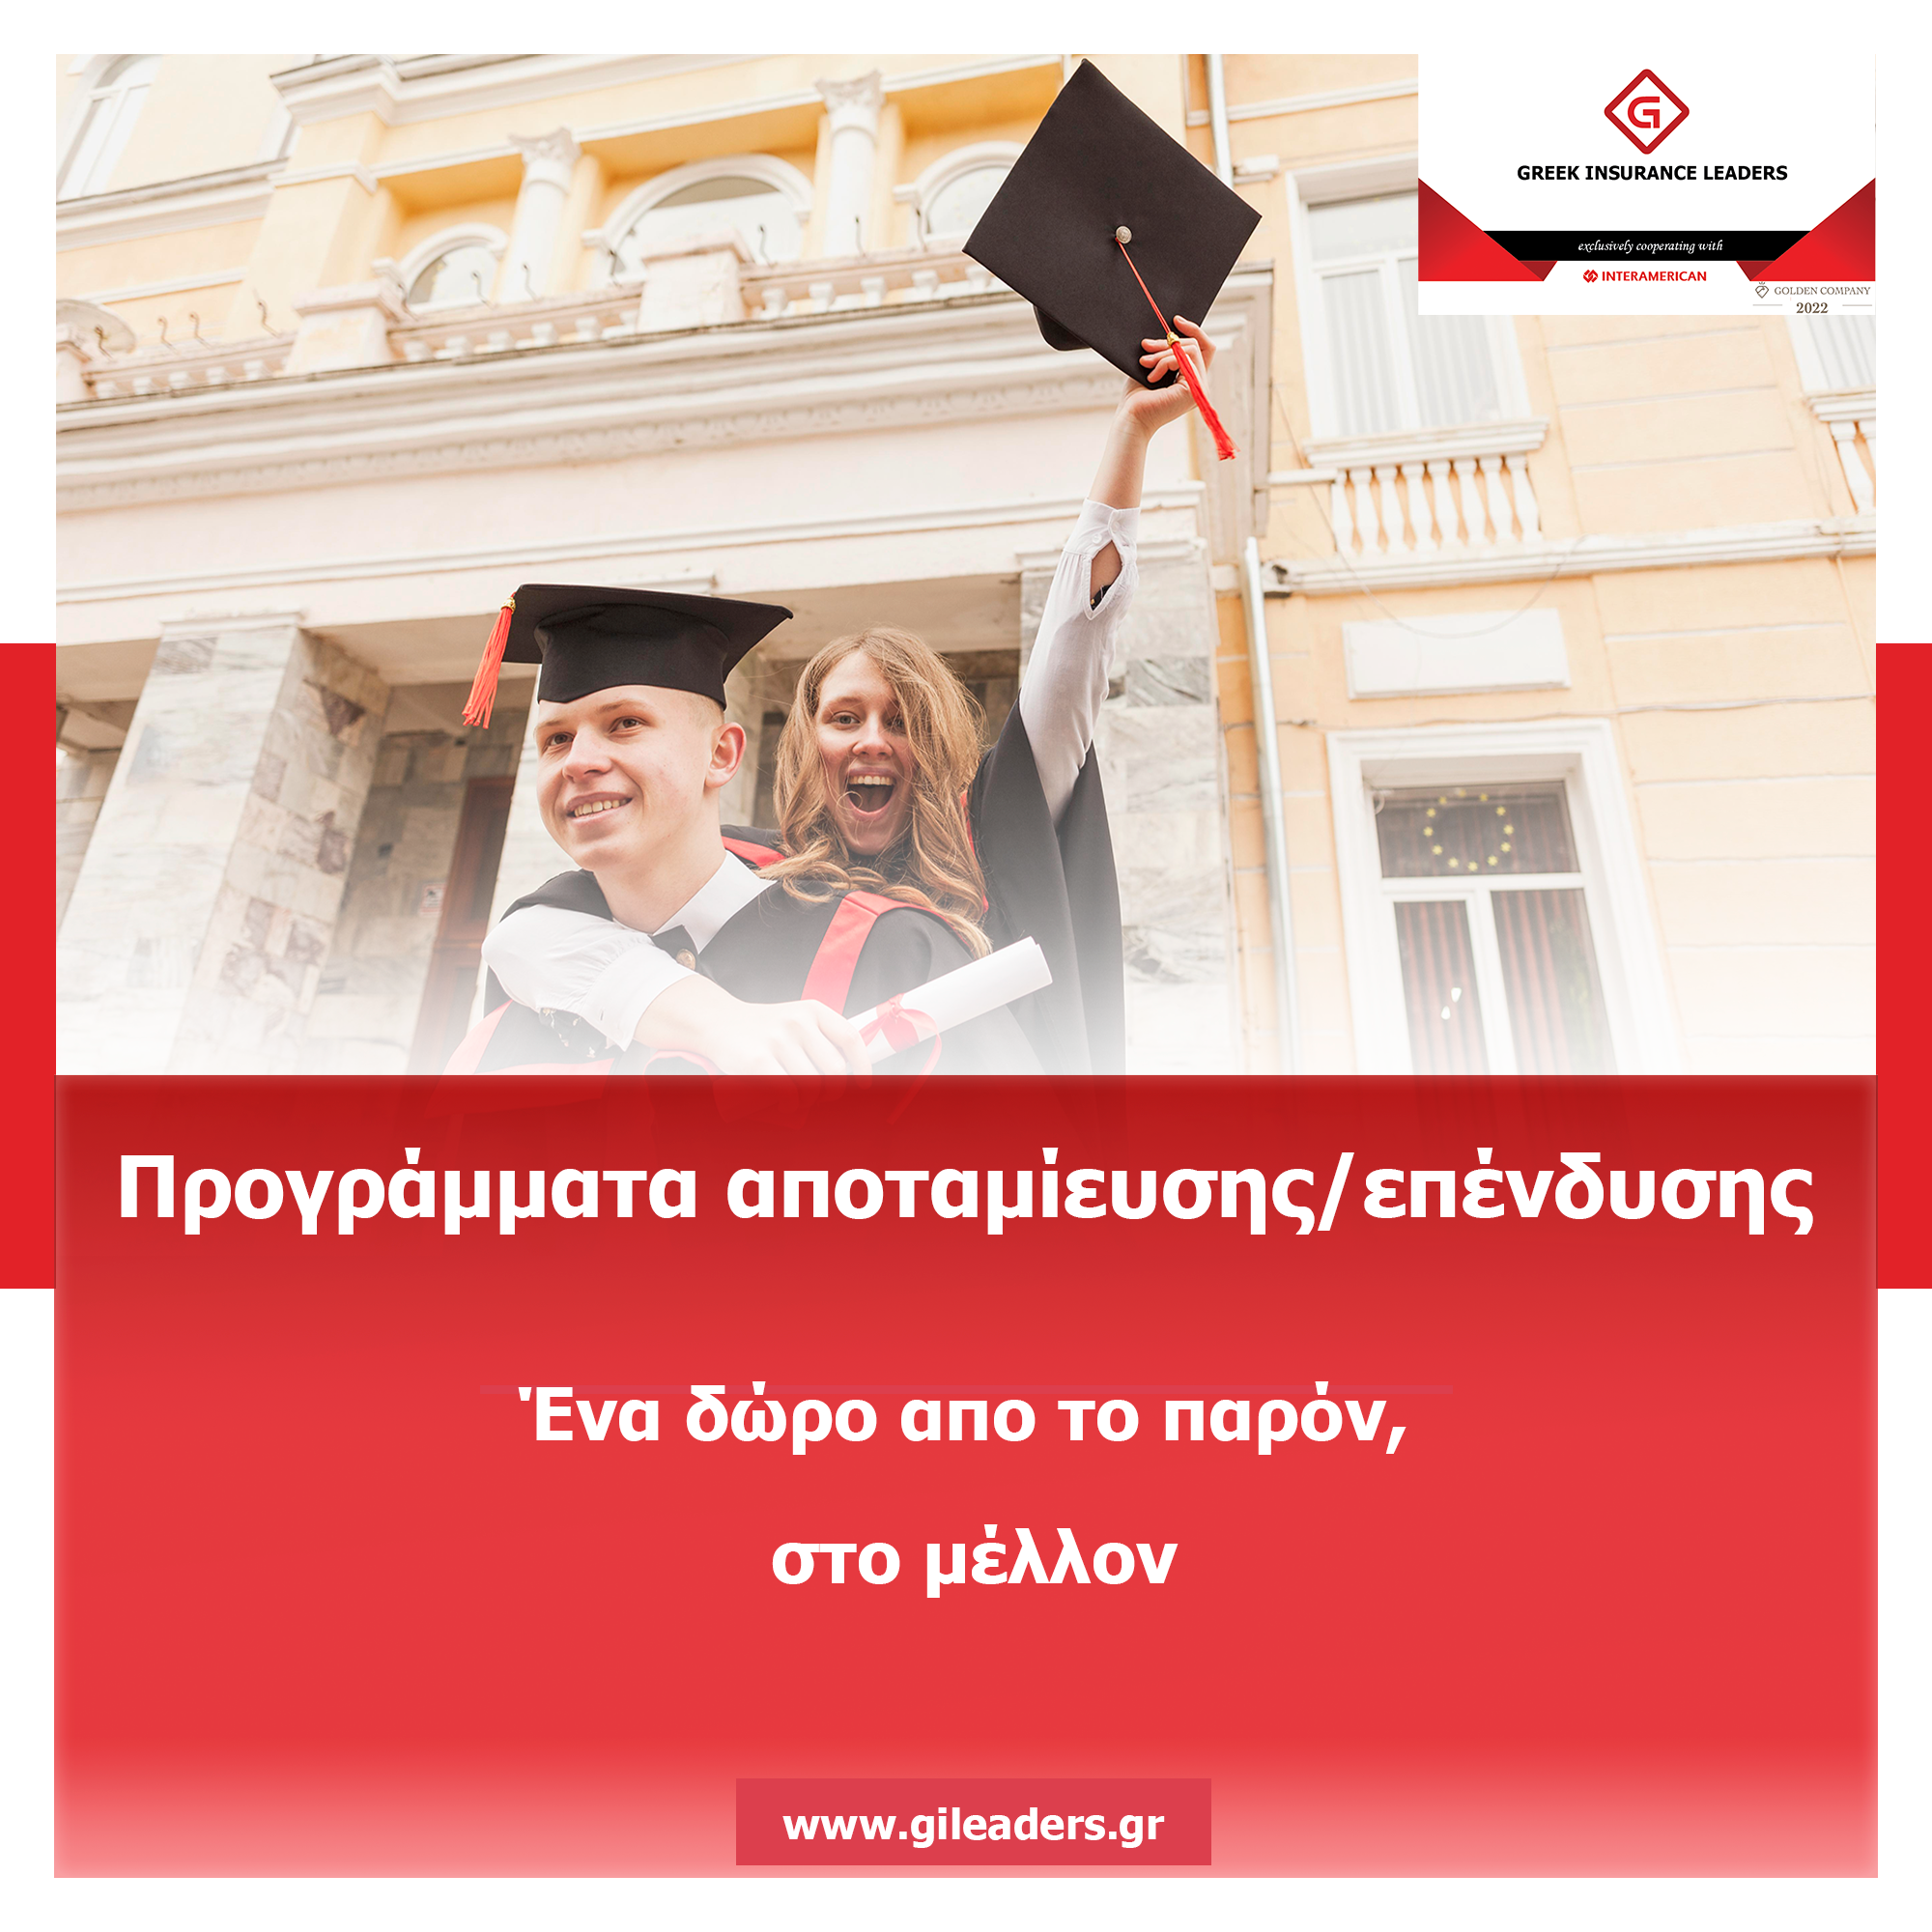 GREEK INSURANCE LEADERS
exclusively cooperating with
INTERAMERICAN
GOLDEN COMPANY
2022
Προγράμματα αποταμίευσης/επένδυσης
Ένα δώρο απο το παρόν,
στο μέλλον
www.gileaders.gr